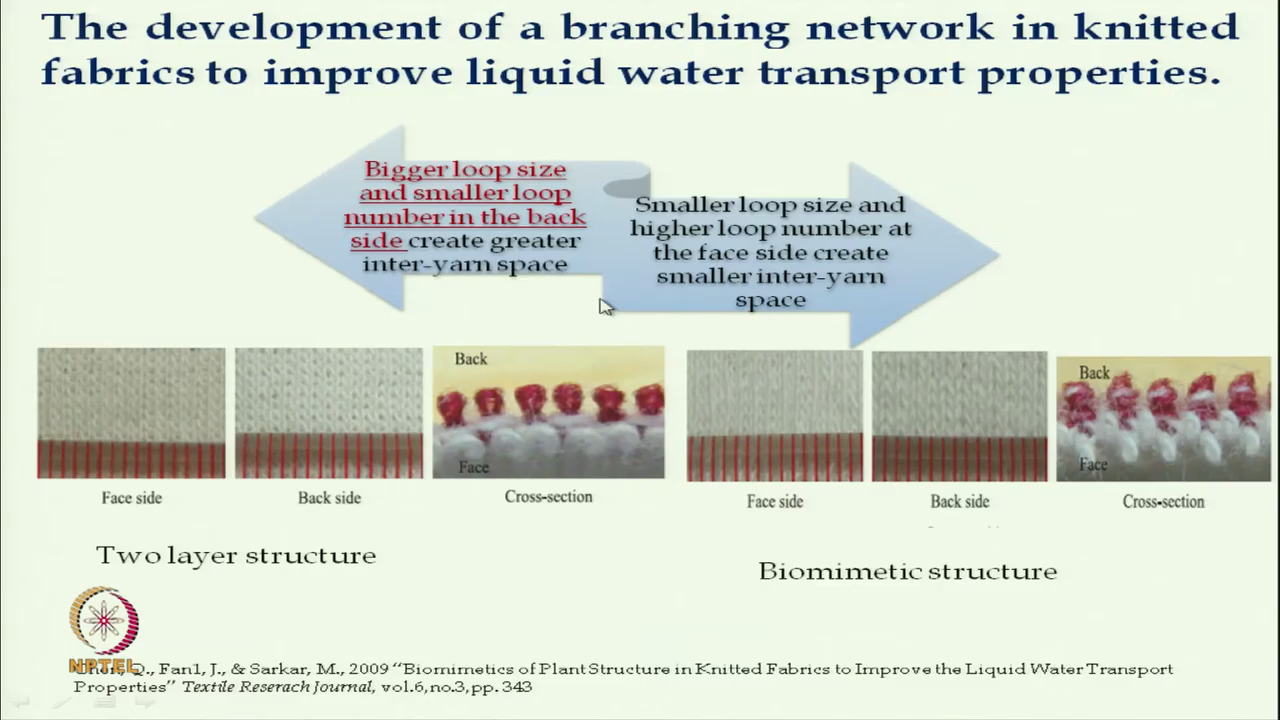 The development of a branching network in knitted
fabrics to improve liquid water transport properties.
Bigger loop size
and smaller loop
number in the back
side create greater
inter-yarn space
Smaller loop size and
higher loop number at
the face side create
smaller inter-yarn
space
Back
Face
Face side
Back side
Cross-section
Two layer structure
Back
Face
Face side
Back side
Cross-section
Biomimetic structure
NPTEL
Q., Fan1, J., & Sarkar, M., 2009 “Biomimetics of Plant Structure in Knitted Fabrics to Improve the Liquid Water Transport
Properties” Textile Reserach Journal, vol.6,no.3,pp. 343